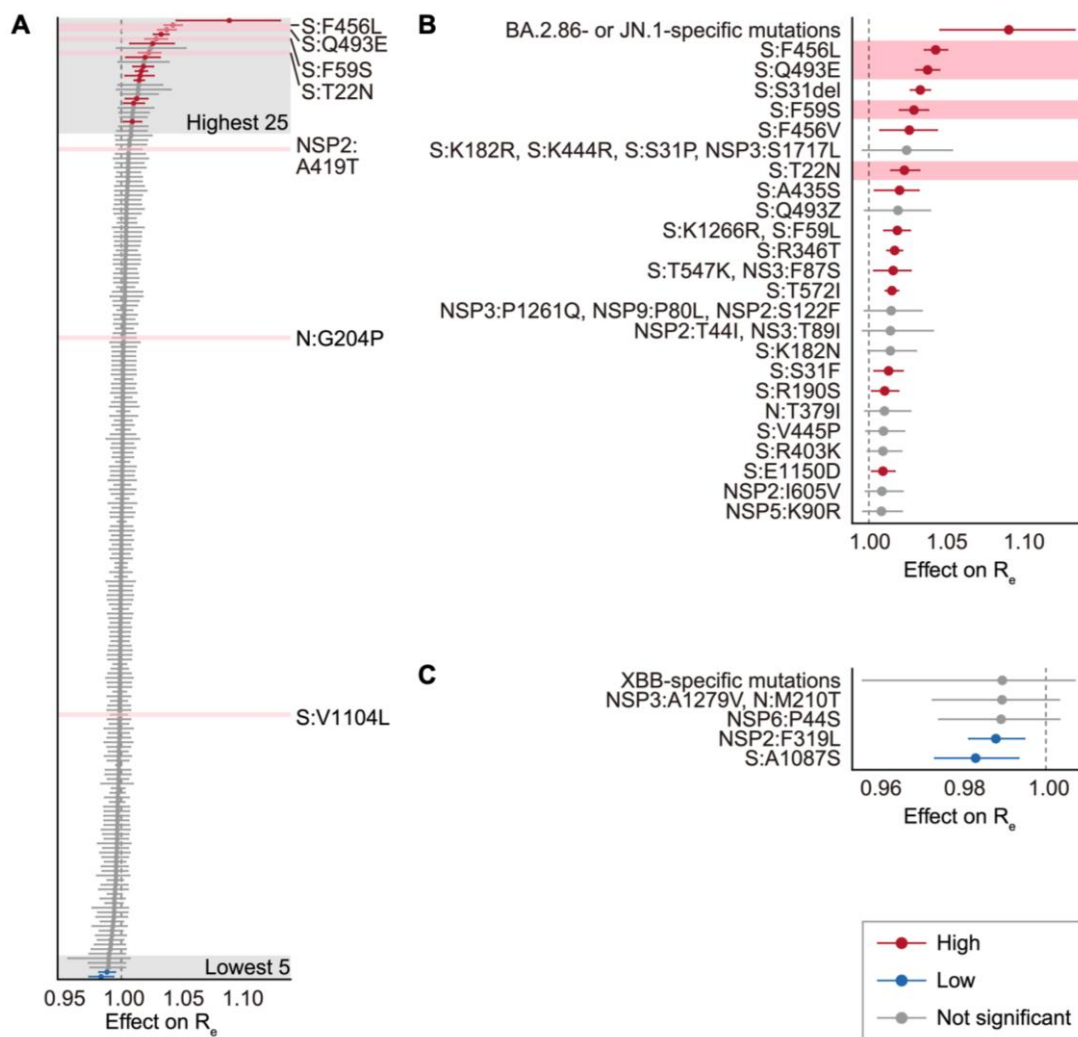 A
S:F456L
S:Q493E
S:F59S
S:T22N
Highest 25
NSP2:
A419T
N:G204P
S:V1104L
Lowest 5
0.95 1.00 1.05 1.10
Effect on Re
B
BA.2.86- or JN.1-specific mutations
S:F456L
S:Q493E
S:S31del
S:F59S
S:F456V
S:K182R, S:K444R, S:S31P, NSP3:S1717L
S:T22N
S:A435S
S:Q493Z
S:K1266R, S:F59L
S:R346T
S:T547K, NS3:F87S
S:T572I
NSP3:P1261Q, NSP9:P80L, NSP2:S122F
NSP2:T44I, NS3:T89I
S:K182N
S:S31F
S:R190S
N:T379I
S:V445P
S:R403K
S:E1150D
NSP2:I605V
NSP5:K90R
1.00 1.05 1.10
Effect on Re
C
XBB-specific mutations
NSP3:A1279V, N:M210T
NSP6:P44S
NSP2:F319L
S:A1087S
0.96 0.98 1.00
Effect on Re
High
Low
Not significant